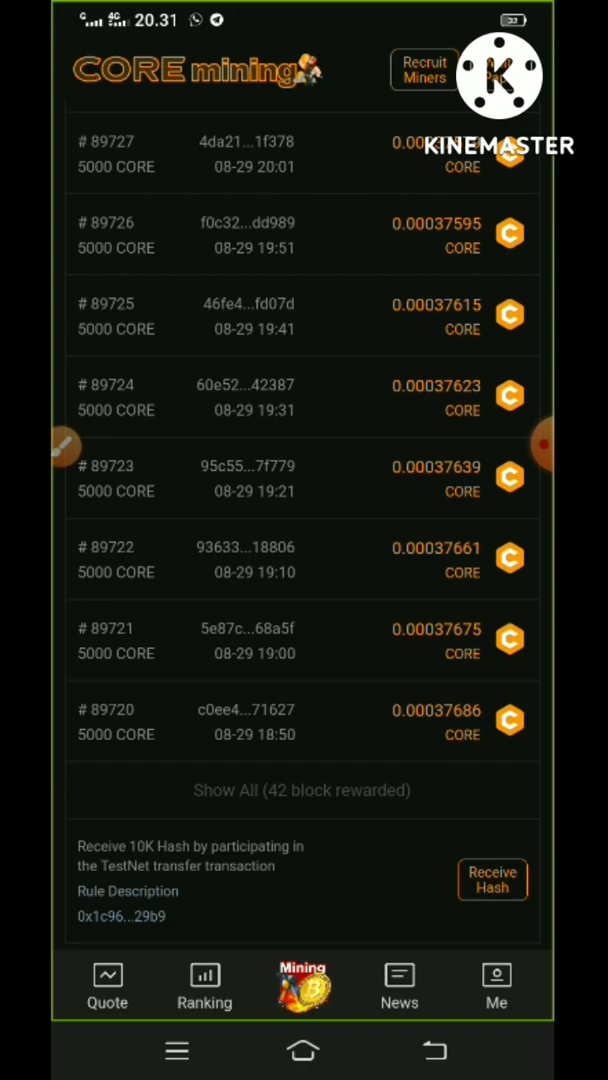 20.31
CORE mining
Recruit
Miners
KINEMASTER
# 89727 4da21...1f378
5000 CORE 08-29 20:01 CORE
# 89726 f0c32...dd989 0.00037595
5000 CORE 08-29 19:51 CORE
# 89725 46fe4...fd07d 0.00037615
5000 CORE 08-29 19:41 CORE
# 89724 60e52...42387 0.00037623
5000 CORE 08-29 19:31 CORE
# 89723 95c55...7f779 0.00037639
5000 CORE 08-29 19:21 CORE
# 89722 93633...18806 0.00037661
5000 CORE 08-29 19:10 CORE
# 89721 5e87c...68a5f 0.00037675
5000 CORE 08-29 19:00 CORE
# 89720 c0ee4...71627 0.00037686
5000 CORE 08-29 18:50 CORE
Show All (42 block rewarded)
Receive 10K Hash by participating in
the TestNet transfer transaction
Rule Description
0x1c96...29b9
Receive
Hash
Mining
Quote Ranking News Me